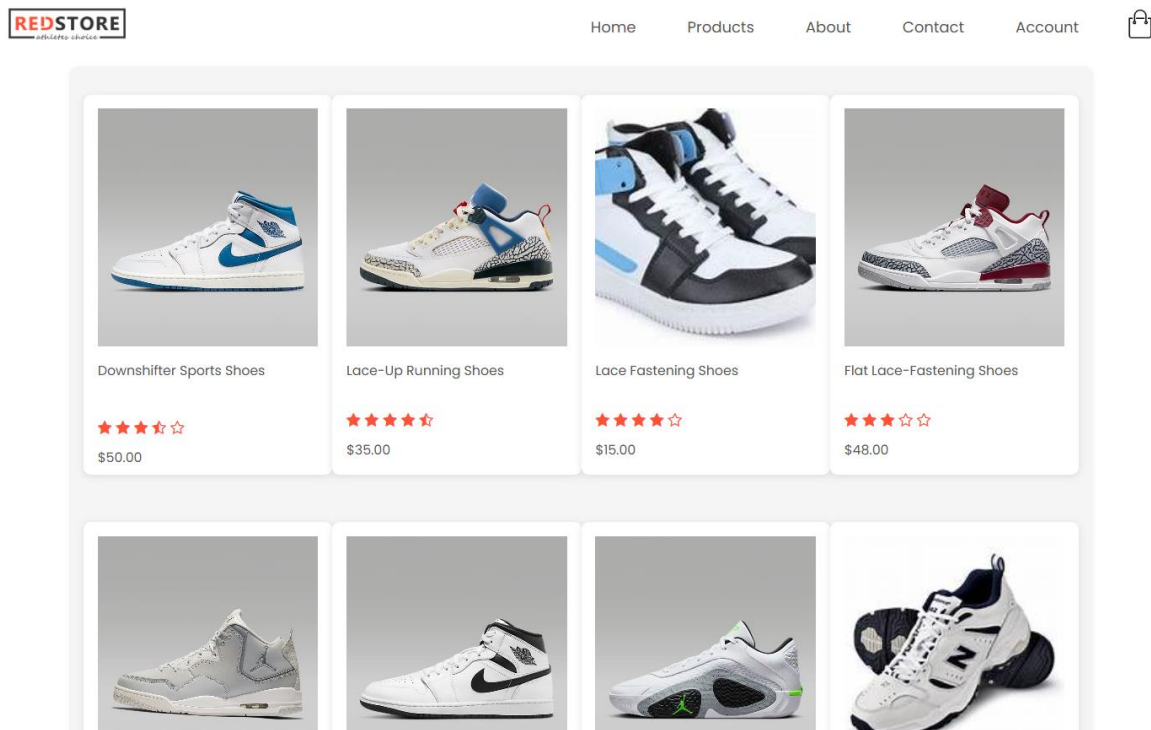 REDSTORE
athletes choice
Home Products About Contact Account
Downshifter Sports Shoes
Lace-Up Running Shoes
Lace Fastening Shoes
Flat Lace-Fastening Shoes
$50.00
$35.00
$15.00
$48.00
N